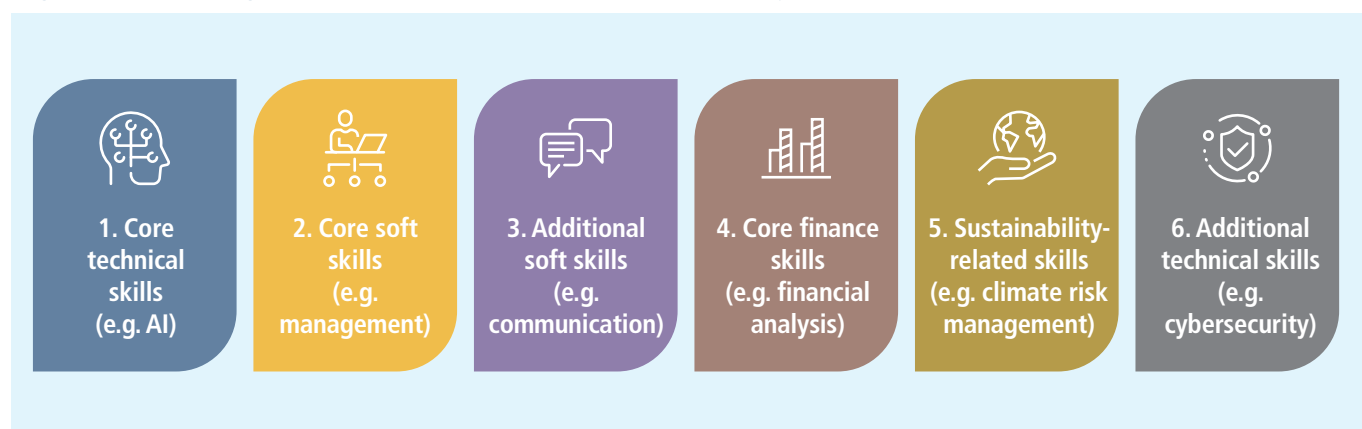 1. Core
technical
skills
(e.g. AI)
2. Core soft
skills
(e.g.
management)
3. Additional
soft skills
(e.g.
communication)
4. Core finance
skills
(e.g. financial
analysis)
5. Sustainability-
related skills
(e.g. climate risk
management)
6. Additional
technical skills
(e.g.
cybersecurity)